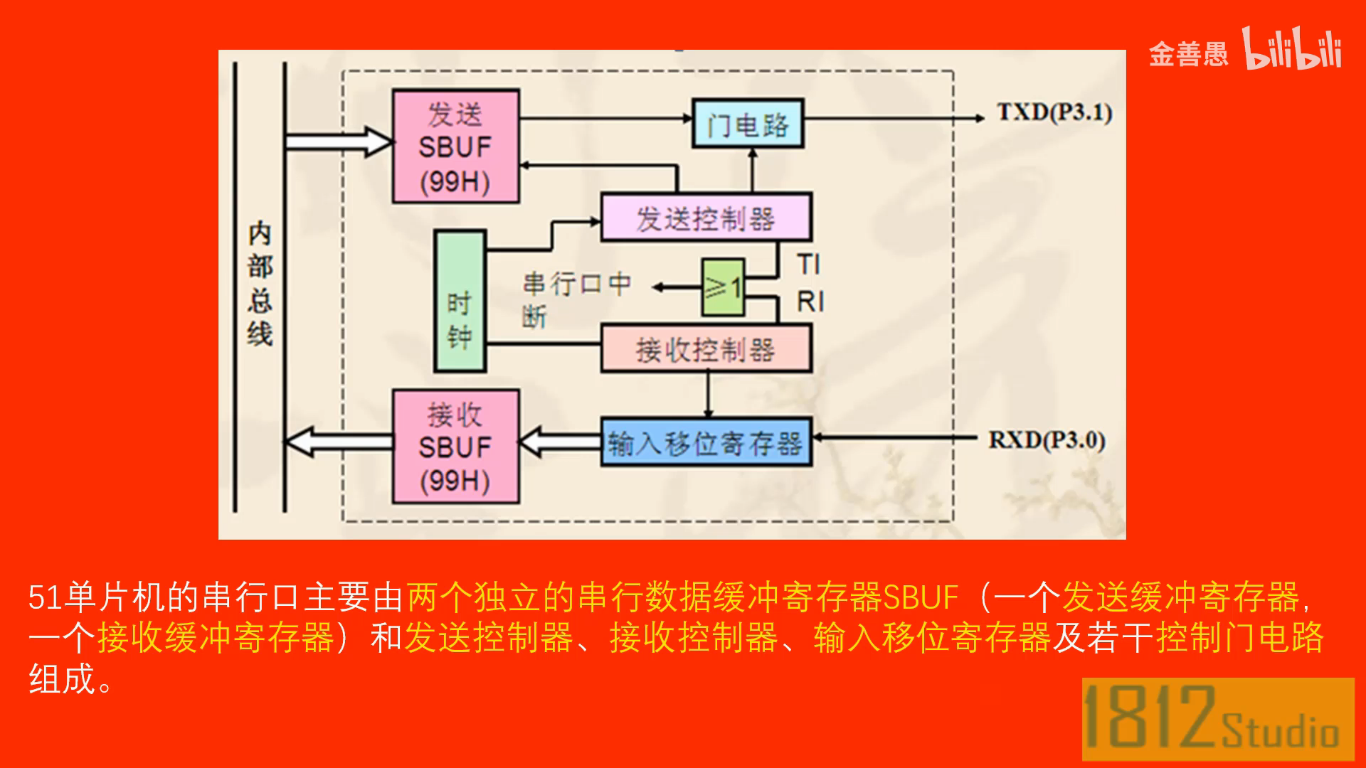 金善愚 bilibili
发送
SBUF
(99H)
门电路
TXD(P3.1)
发送控制器
内
部
总
线
时
钟
串行口中
断
≥1
TI
RI
接收控制器
接收
SBUF
(99H)
输入移位寄存器
RXD(P3.0)
51单片机的串行口主要由两个独立的串行数据缓冲寄存器SBUF（一个发送缓冲寄存器，
一个接收缓冲寄存器）和发送控制器、接收控制器、输入移位寄存器及若干控制门电路
组成。
1812Studio